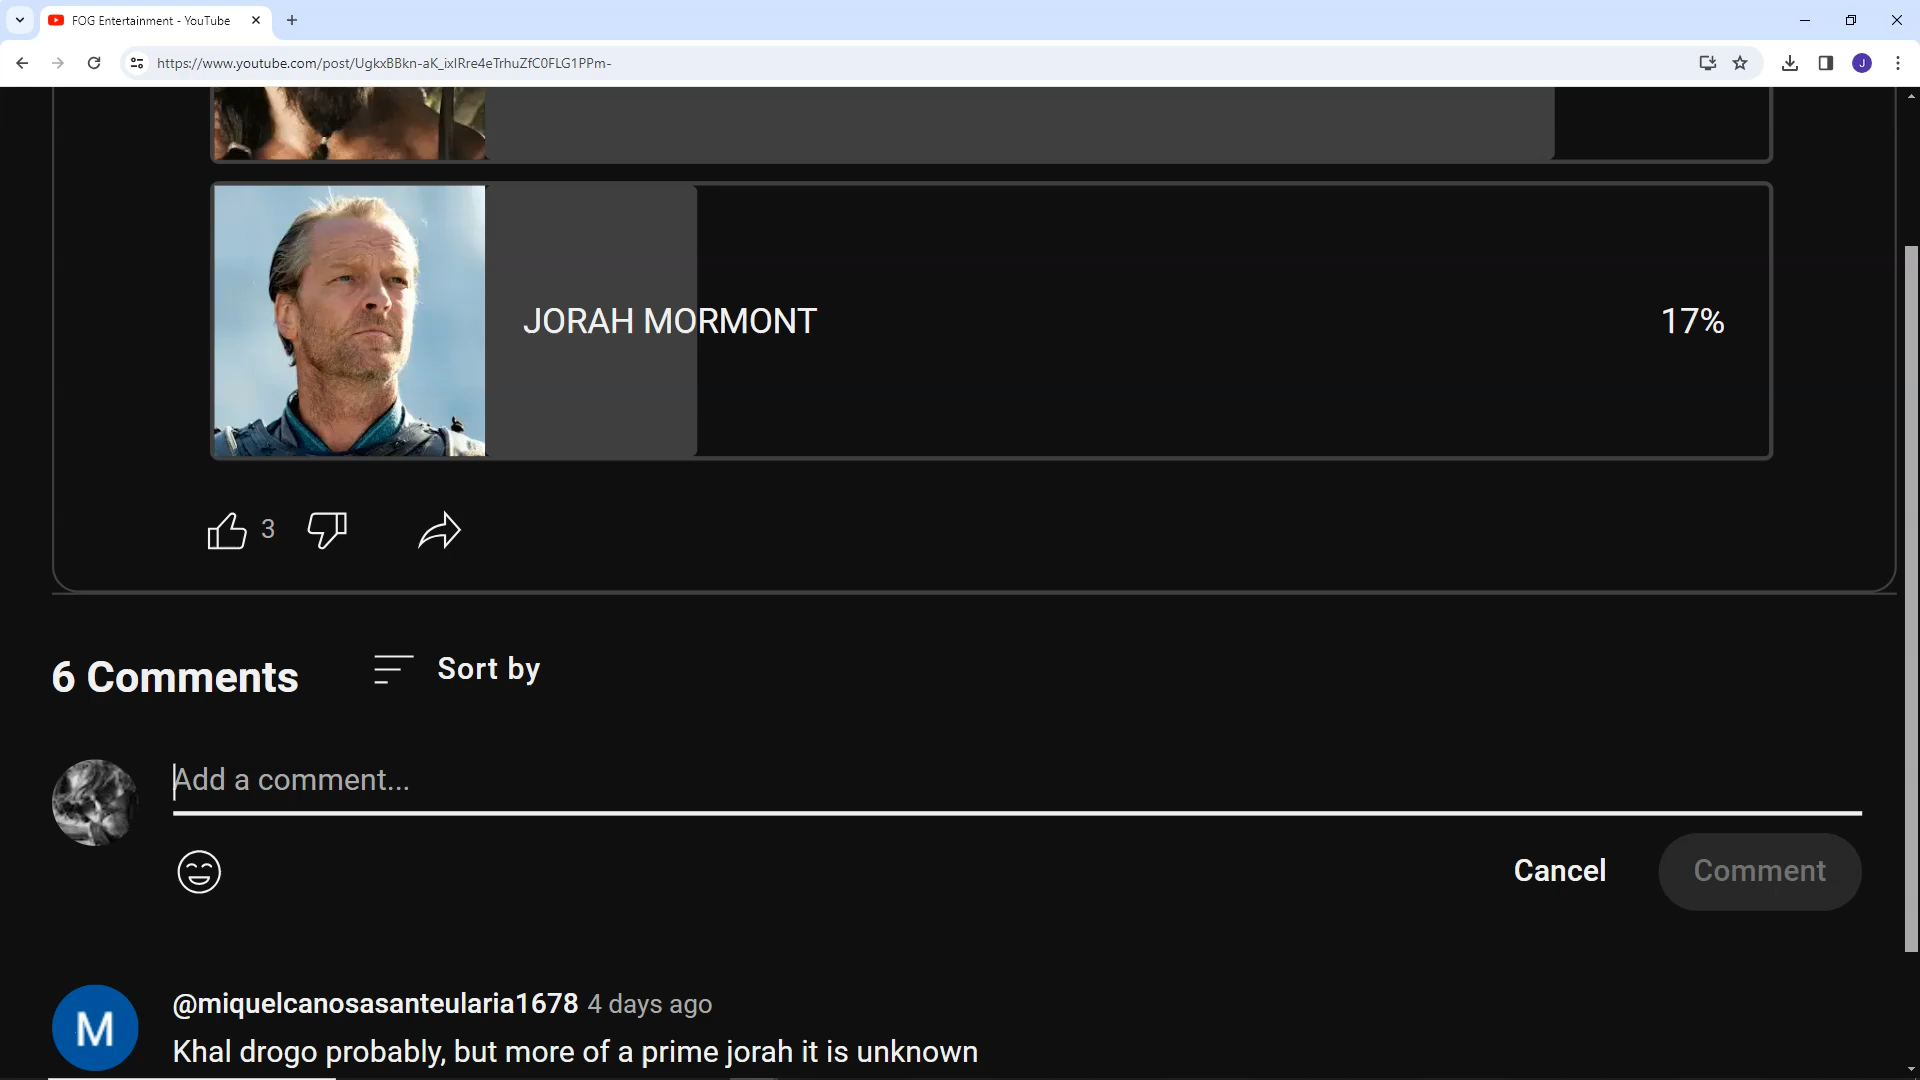 FOG Entertainment - YouTube
https://www.youtube.com/post/UgkxBBkn-aK_ixIRre4eTrhuZfC0FLG1PPm-
J
JORAH MORMONT
17%
3
6 Comments
Sort by
Add a comment...
Cancel
Comment
M
@miquelcanosasanteularia1678 4 days ago
Khal drogo probably, but more of a prime jorah it is unknown